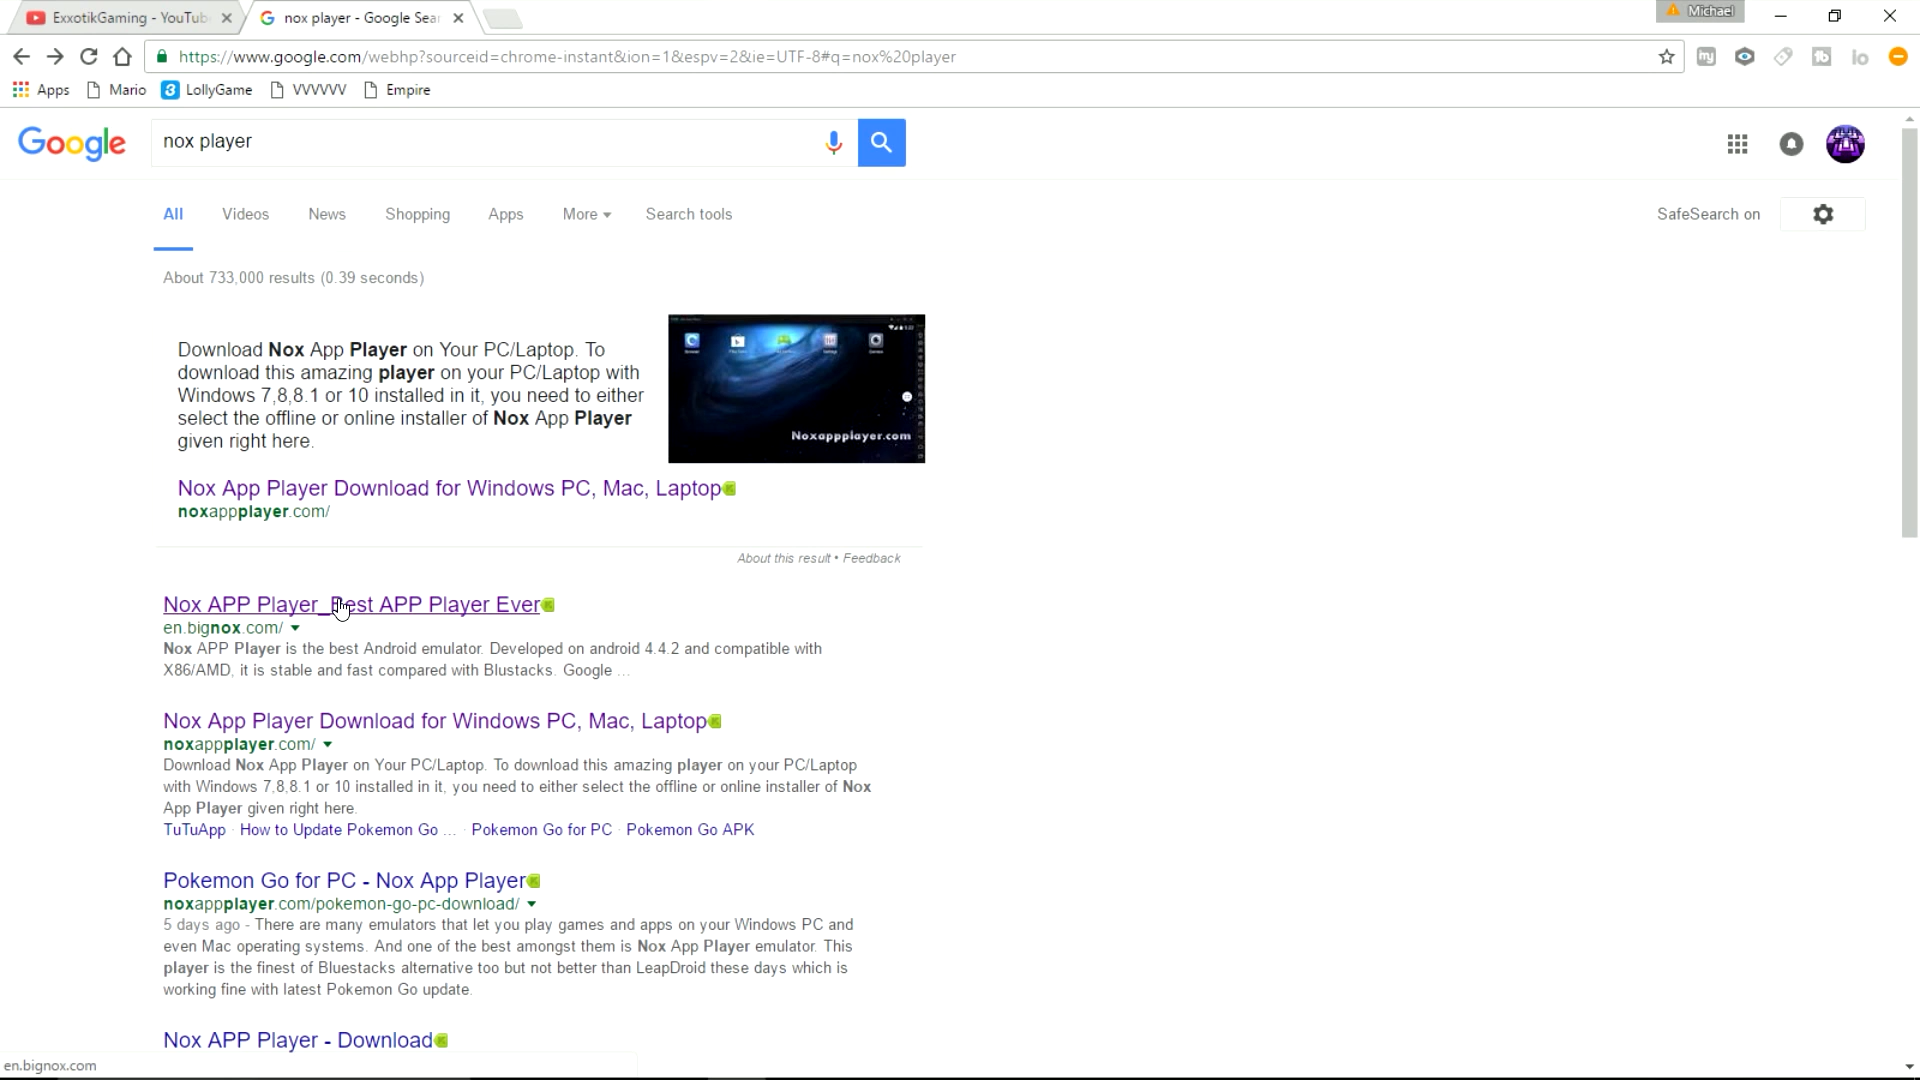 ExxotikGaming - YouTub
nox player - Google Sear
Michael
https://www.google.com/webhp?sourceid=chrome-instant&ion=1&espv=2&ie=UTF-8#q=nox%20player
Apps Mario LollyGame VVVVVV Empire
Google
nox player
All Videos News Shopping Apps More Search tools
SafeSearch on
About 733,000 results (0.39 seconds)
Download Nox App Player on Your PC/Laptop. To
download this amazing player on your PC/Laptop with
Windows 7,8,8.1 or 10 installed in it, you need to either
select the offline or online installer of Nox App Player
given right here.
Noxappplayer.com
Nox App Player Download for Windows PC, Mac, Laptop
noxappplayer.com/
About this result • Feedback
Nox APP Player_Best APP Player Ever
en.bignox.com/
Nox APP Player is the best Android emulator. Developed on android 4.4.2 and compatible with
X86/AMD, it is stable and fast compared with Blustacks. Google ...
Nox App Player Download for Windows PC, Mac, Laptop
noxappplayer.com/
Download Nox App Player on Your PC/Laptop. To download this amazing player on your PC/Laptop
with Windows 7,8,8.1 or 10 installed in it, you need to either select the offline or online installer of Nox
App Player given right here.
TuTuApp · How to Update Pokemon Go ... · Pokemon Go for PC · Pokemon Go APK
Pokemon Go for PC - Nox App Player
noxappplayer.com/pokemon-go-pc-download/
5 days ago - There are many emulators that let you play games and apps on your Windows PC and
even Mac operating systems. And one of the best amongst them is Nox App Player emulator. This
player is the finest of Bluestacks alternative too but not better than LeapDroid these days which is
working fine with latest Pokemon Go update.
Nox APP Player - Download
en.bignox.com